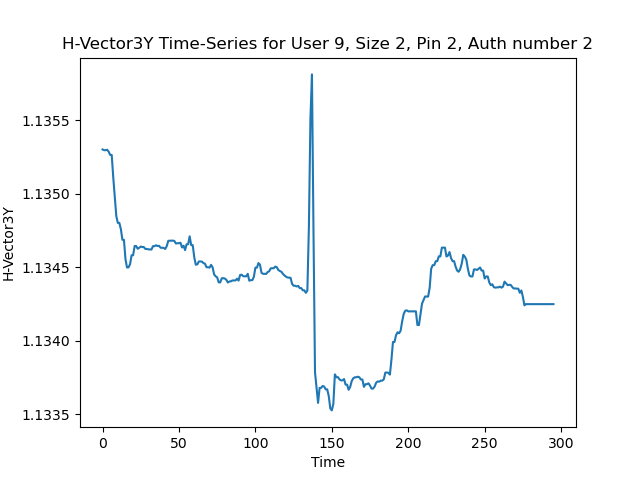 H-Vector3Y Time-Series for User 9, Size 2, Pin 2, Auth number 2
H-Vector3Y
1.1355
1.1350
1.1345
1.1340
1.1335
0 50 100 150 200 250 300
Time